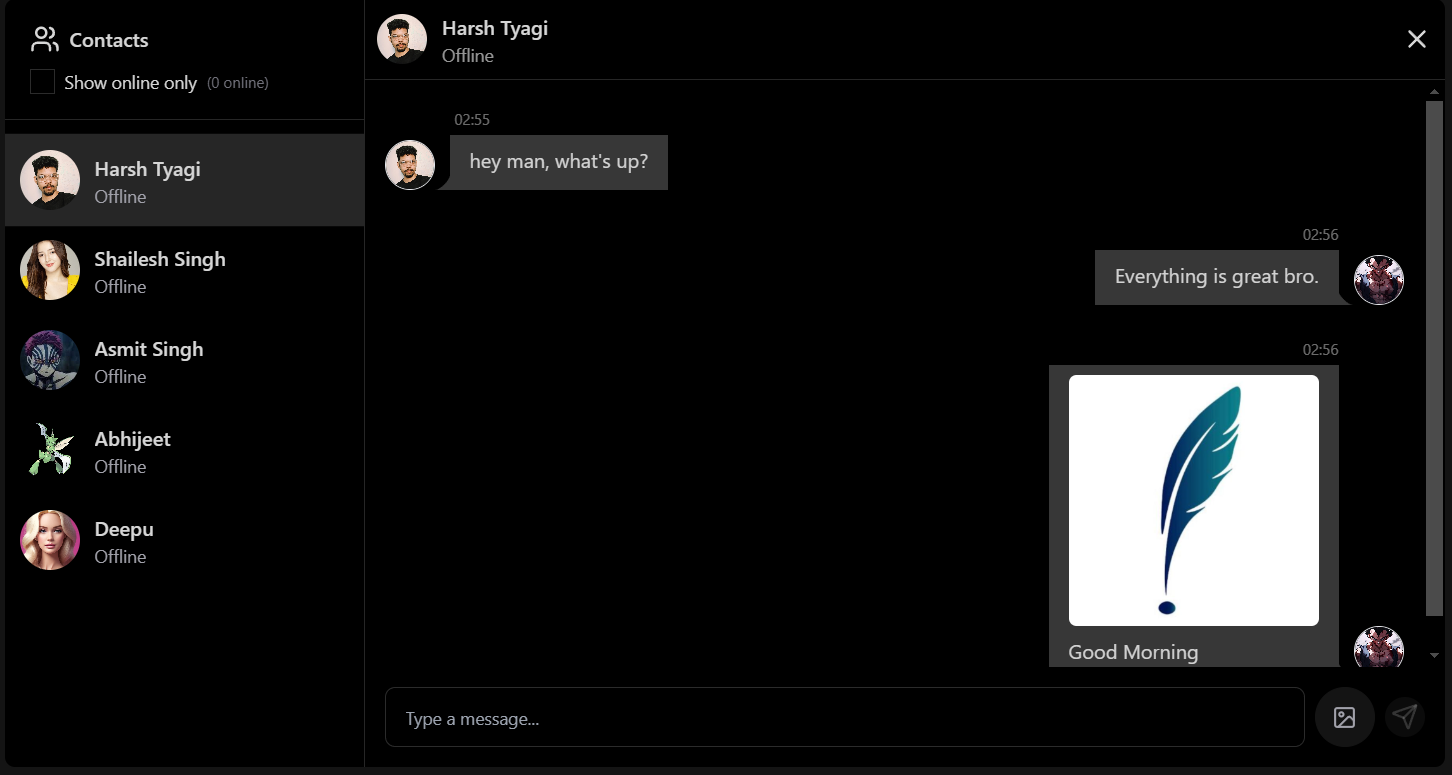 Contacts
Show online only (0 online)
Harsh Tyagi
Offline
Shailesh Singh
Offline
Asmit Singh
Offline
Abhijeet
Offline
Deepu
Offline
Harsh Tyagi
Offline
02:55
hey man, what's up?
02:56
Everything is great bro.
02:56
Good Morning
Type a message...